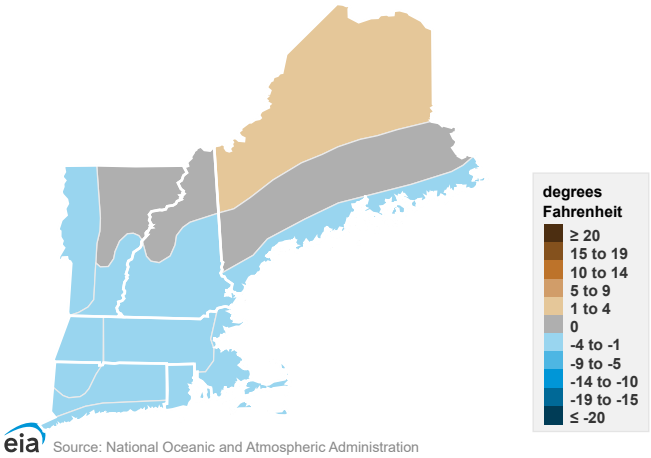 degrees
Fahrenheit
≥ 20
15 to 19
10 to 14
5 to 9
1 to 4
0
-4 to -1
-9 to -5
-14 to -10
-19 to -15
≤ -20
eia
Source: National Oceanic and Atmospheric Administration